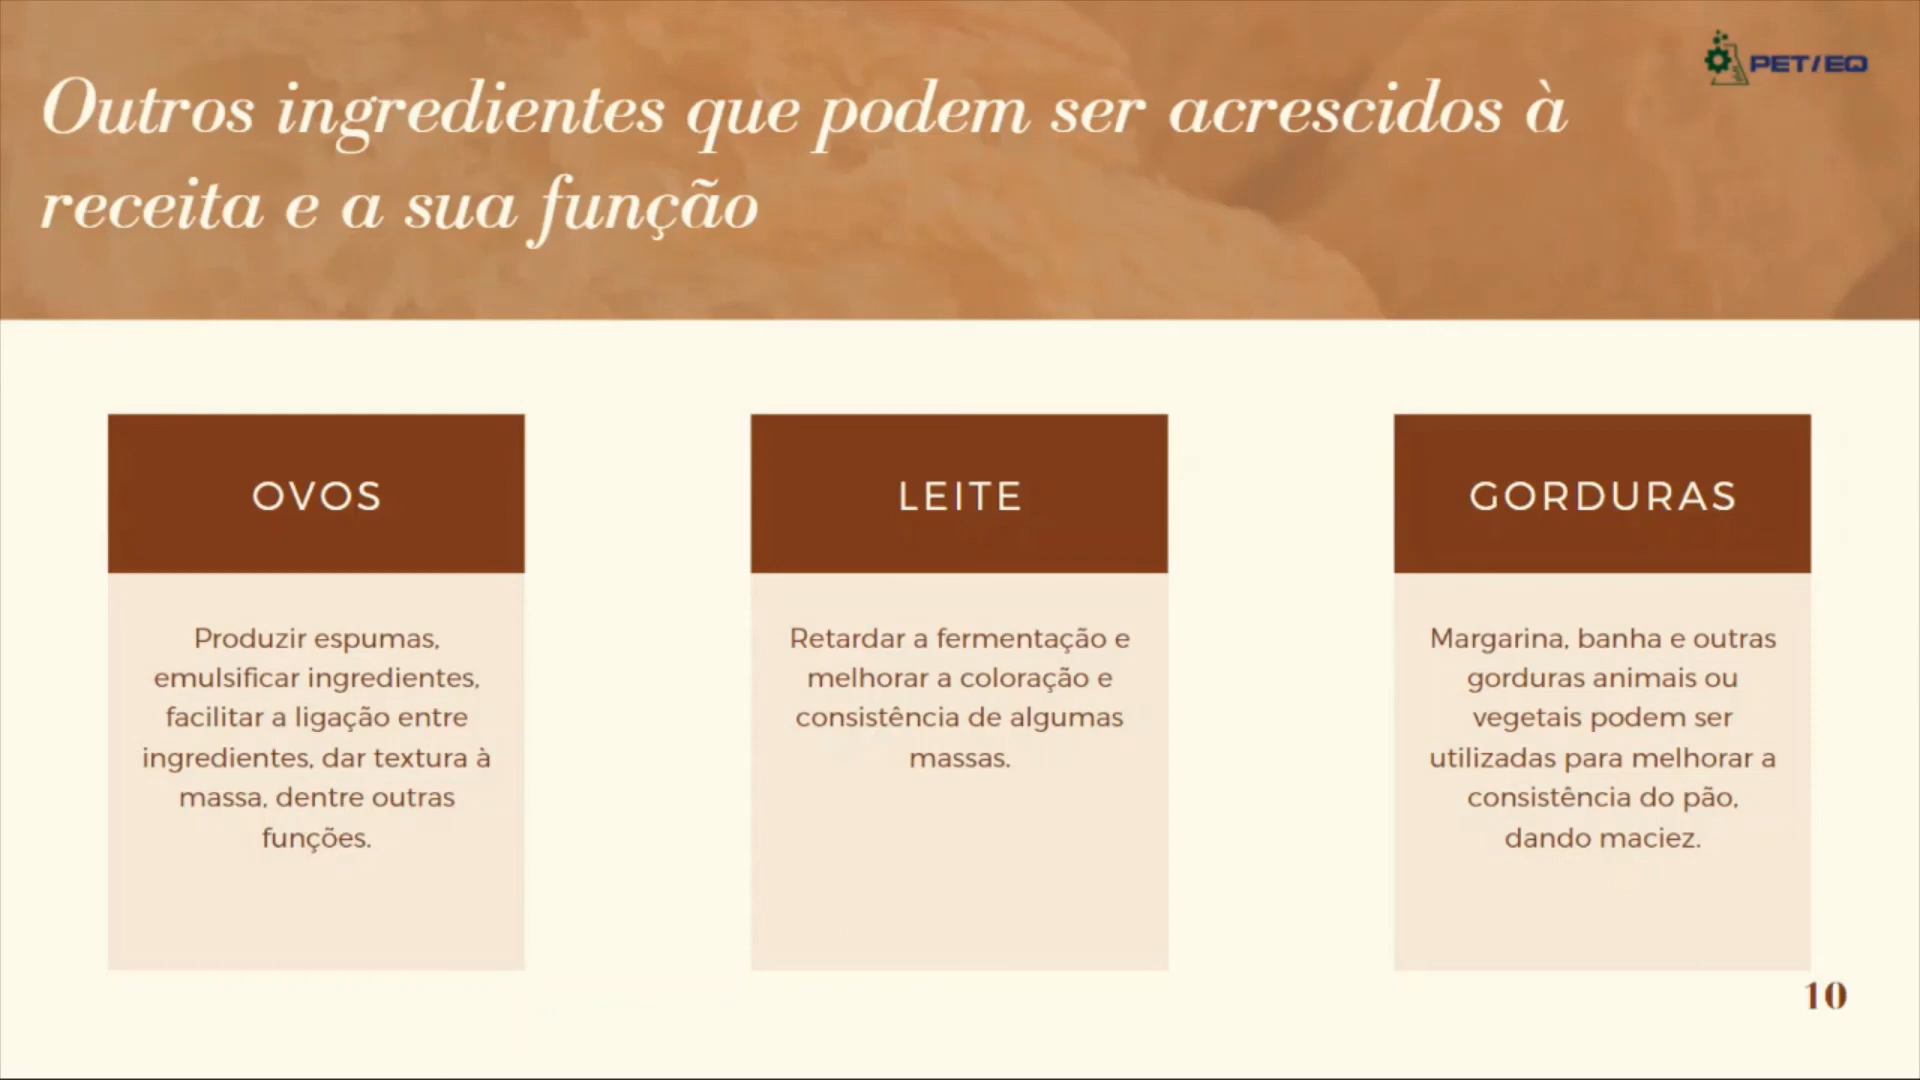 PET/EQ
Outros ingredientes que podem ser acrescidos à
receita e a sua função
OVOS
Produzir espumas,
emulsificar ingredientes,
facilitar a ligação entre
ingredientes, dar textura à
massa, dentre outras
funções.
LEITE
Retardar a fermentação e
melhorar a coloração e
consistência de algumas
massas.
GORDURAS
Margarina, banha e outras
gorduras animais ou
vegetais podem ser
utilizadas para melhorar a
consistência do pão,
dando maciez.
10